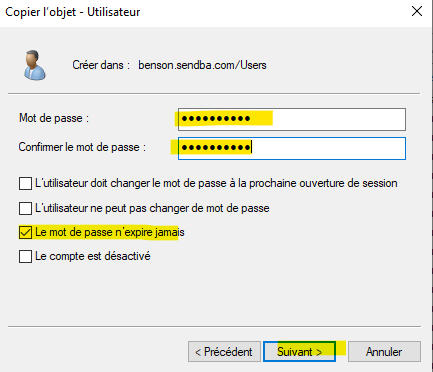 Copier l'objet - Utilisateur
Créer dans : benson.sendba.com/Users
Mot de passe : ●●●●●●●●●●
Confirmer le mot de passe : ●●●●●●●●●●
L'utilisateur doit changer le mot de passe à la prochaine ouverture de session
L'utilisateur ne peut pas changer de mot de passe
Le mot de passe n'expire jamais
Le compte est désactivé
< Précédent Suivant > Annuler